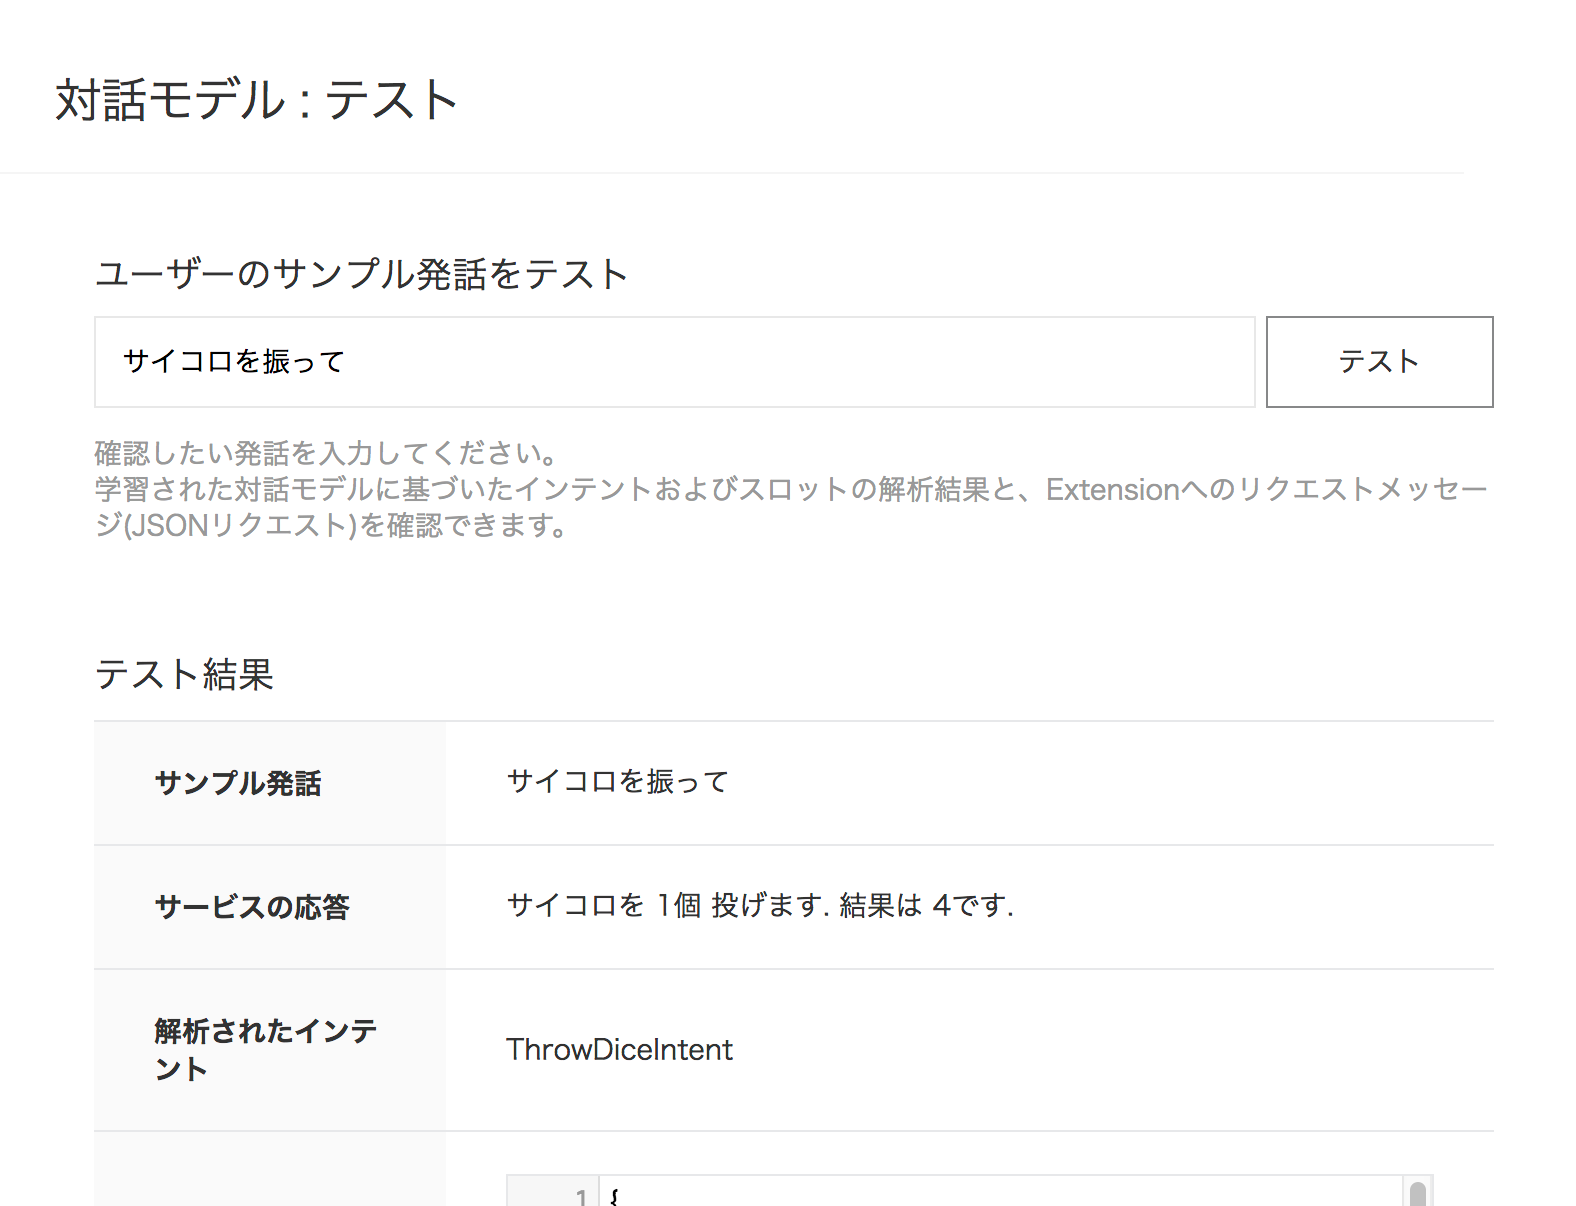 対話モデル : テスト
ユーザーのサンプル発話をテスト
サイコロを振って
テスト
確認したい発話を入力してください。
学習された対話モデルに基づいたインテントおよびスロットの解析結果と、Extensionへのリクエストメッセー
ジ(JSONリクエスト)を確認できます。
テスト結果
サンプル発話
サイコロを振って
サービスの応答
サイコロを 1個 投げます. 結果は 4です.
解析されたインテ
ント
ThrowDiceIntent
1 {